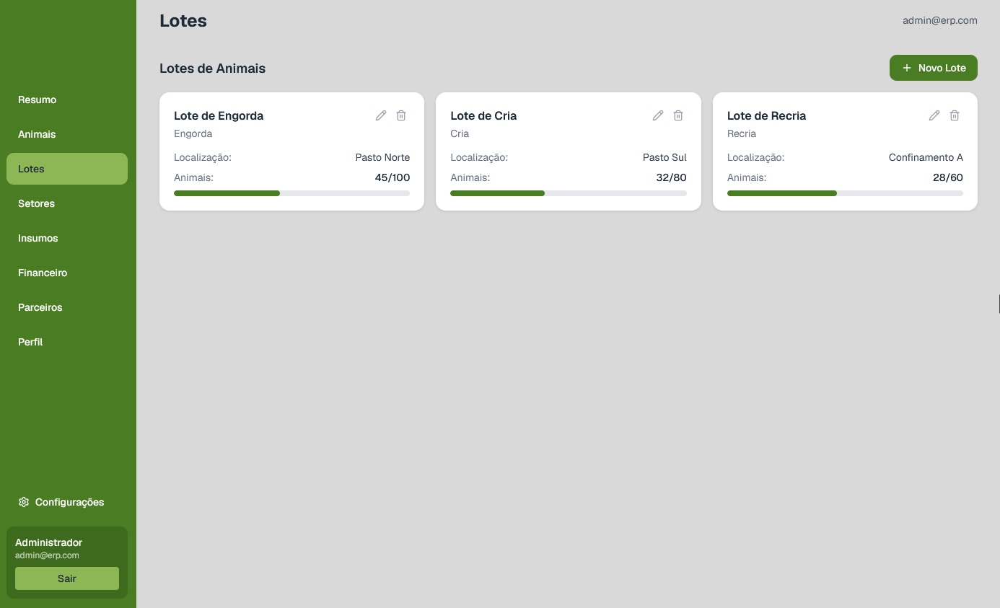 Resumo
Animais
Lotes
Setores
Insumos
Financeiro
Parceiros
Perfil
Configurações
Administrador
admin@erp.com
Sair
Lotes
admin@erp.com
Lotes de Animais
Novo Lote
Lote de Engorda
Engorda
Localização: Pasto Norte
Animais: 45/100
Lote de Cria
Cria
Localização: Pasto Sul
Animais: 32/80
Lote de Recria
Recria
Localização: Confinamento A
Animais: 28/60